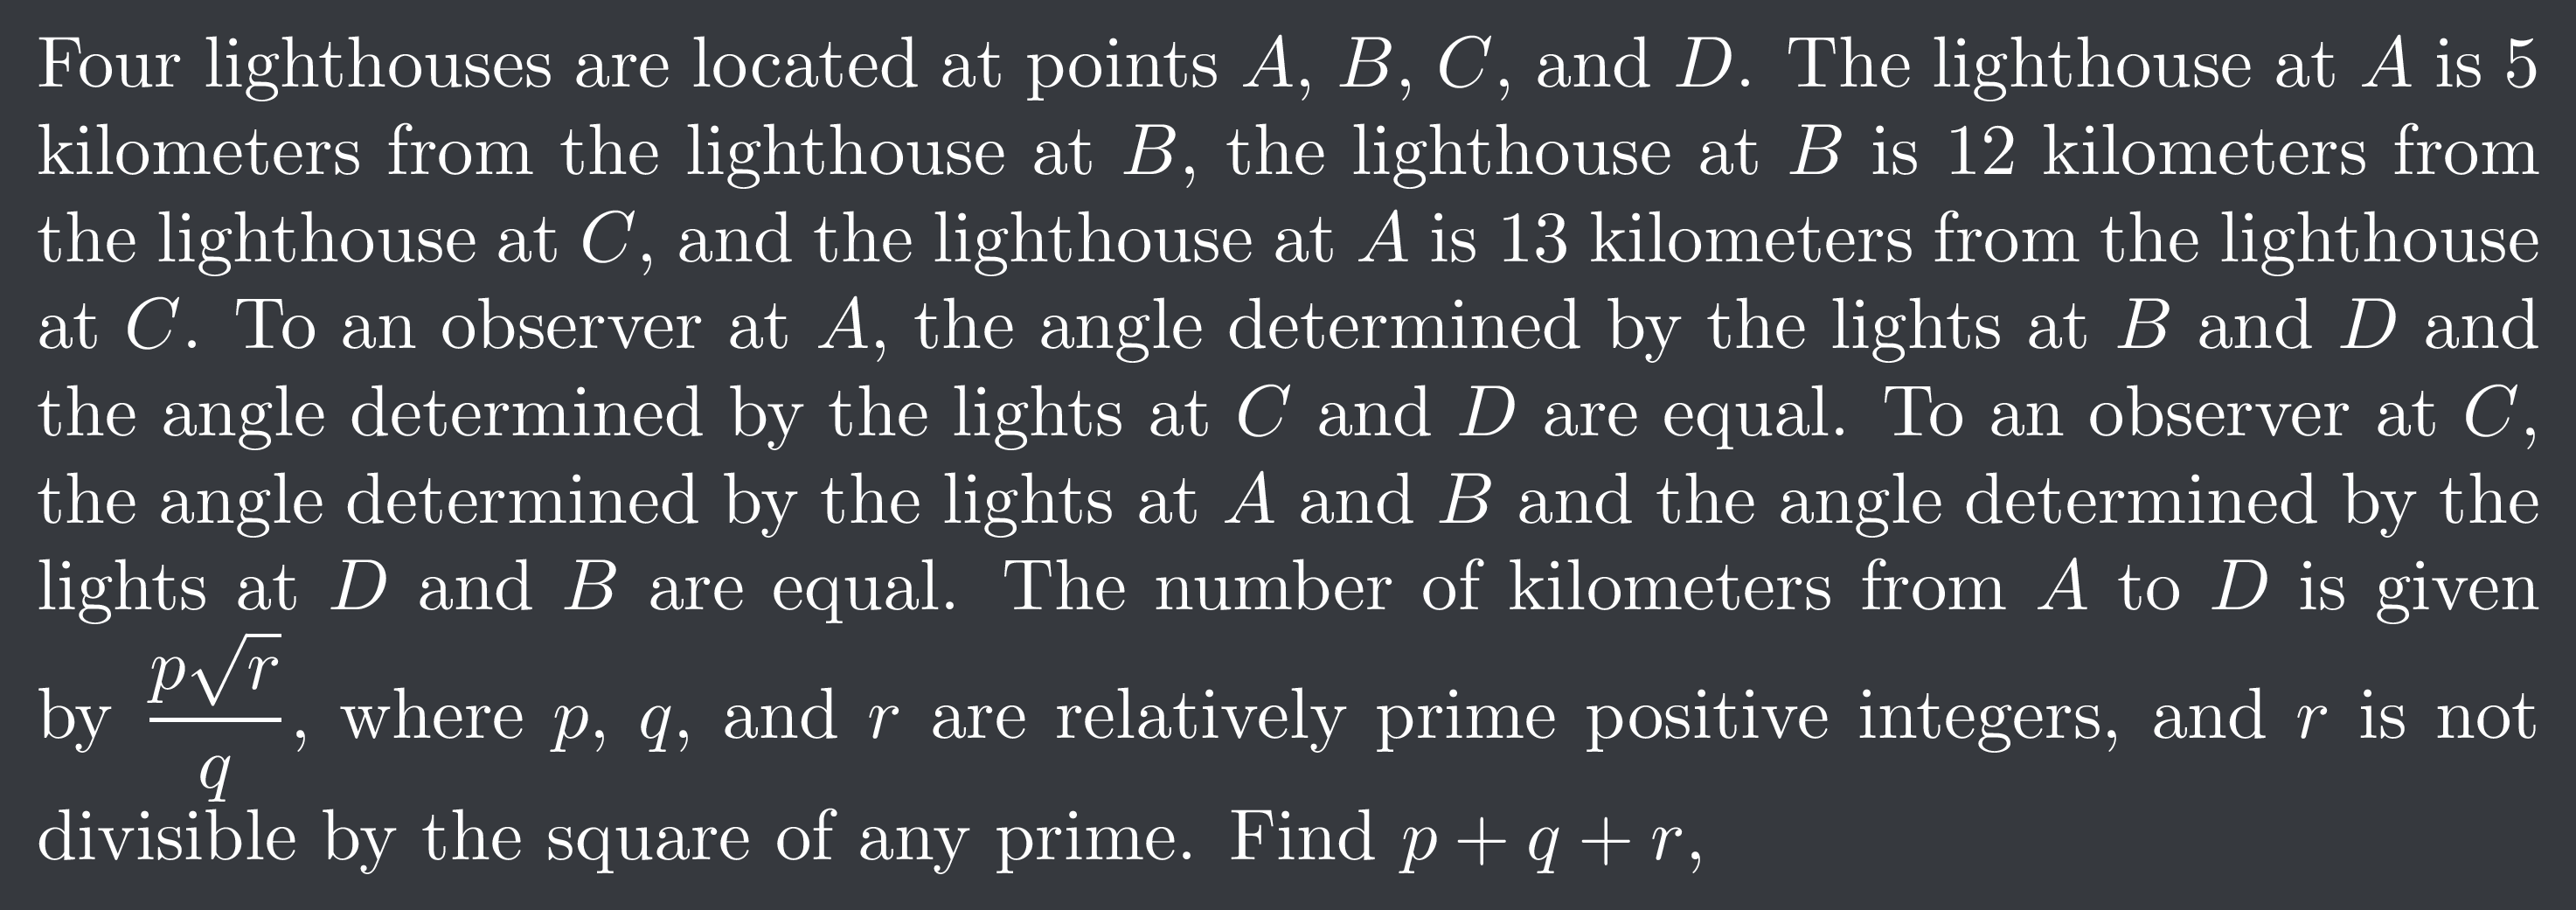 Four lighthouses are located at points A, B, C, and D. The lighthouse at A is 5
kilometers from the lighthouse at B, the lighthouse at B is 12 kilometers from
the lighthouse at C, and the lighthouse at A is 13 kilometers from the lighthouse
at C. To an observer at A, the angle determined by the lights at B and D and
the angle determined by the lights at C and D are equal. To an observer at C,
the angle determined by the lights at A and B and the angle determined by the
lights at D and B are equal. The number of kilometers from A to D is given
by \frac{p\sqrt{r}}{q}, where p, q, and r are relatively prime positive integers, and r is not
divisible by the square of any prime. Find p + q + r,